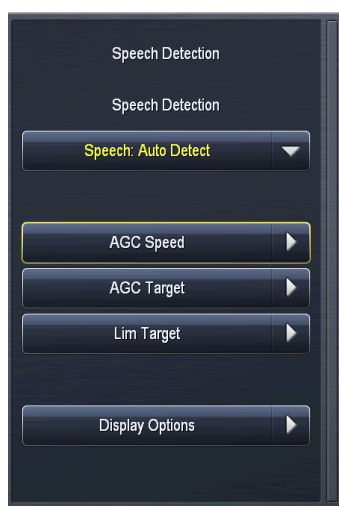 Speech Detection
Speech Detection
Speech: Auto Detect
AGC Speed
AGC Target
Lim Target
Display Options